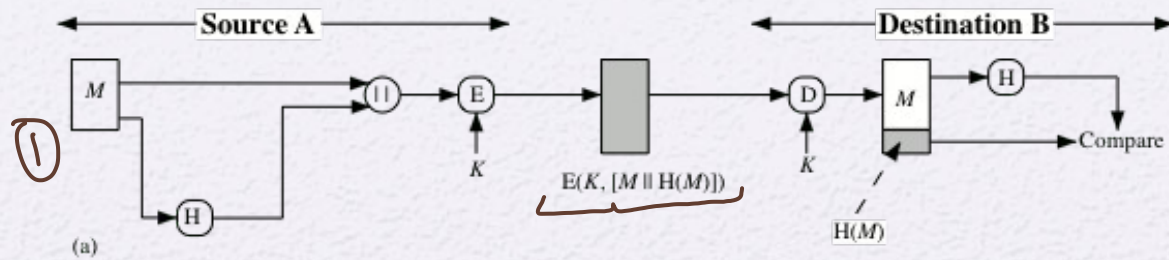 Source A
Destination B
M
||
E
D
M
H
1
K
K
Compare
E(K, [M || H(M)])
H
H(M)
(a)